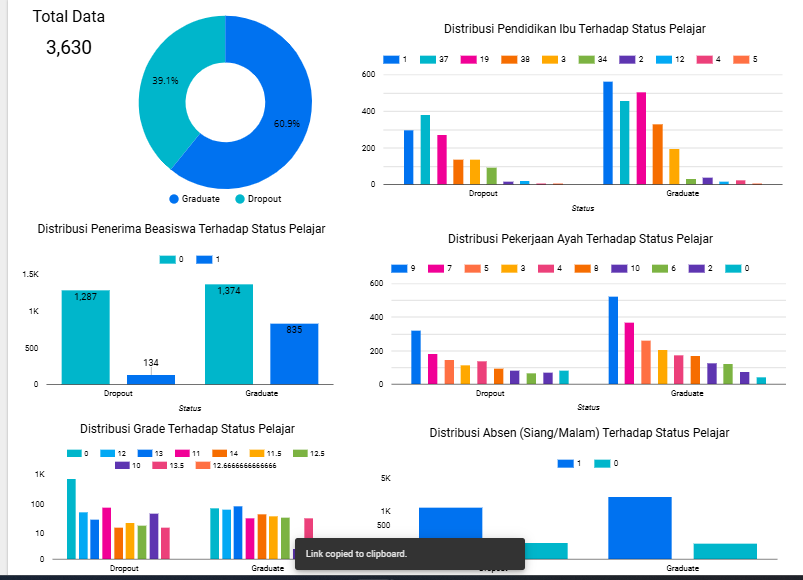 Total Data
3,630
39.1%
60.9%
Graduate
Dropout
Distribusi Pendidikan Ibu Terhadap Status Pelajar
1 37 19 38 3 34 2 12 4 5
600
400
200
0
Dropout
Graduate
Status
Distribusi Penerima Beasiswa Terhadap Status Pelajar
0 1
1.5K
1K
500
0
1,287
134
1,374
835
Dropout
Graduate
Status
Distribusi Pekerjaan Ayah Terhadap Status Pelajar
9 7 5 3 4 8 10 6 2 0
600
400
200
0
Dropout
Graduate
Status
Distribusi Grade Terhadap Status Pelajar
0 12 13 11 14 11.5 12.5
10 13.5 12.6666666666666
1K
100
10
0
Dropout
Graduate
Distribusi Absen (Siang/Malam) Terhadap Status Pelajar
1 0
5K
1K
500
Graduate
Link copied to clipboard.